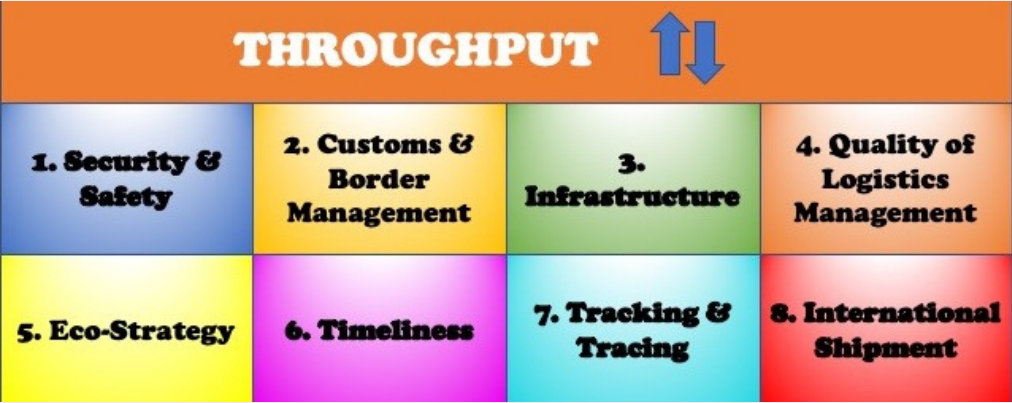 THROUGHPUT
1. Security &
Safety
2. Customs &
Border
Management
3.
Infrastructure
4. Quality of
Logistics
Management
5. Eco-Strategy
6. Timeliness
7. Tracking &
Tracing
8. International
Shipment